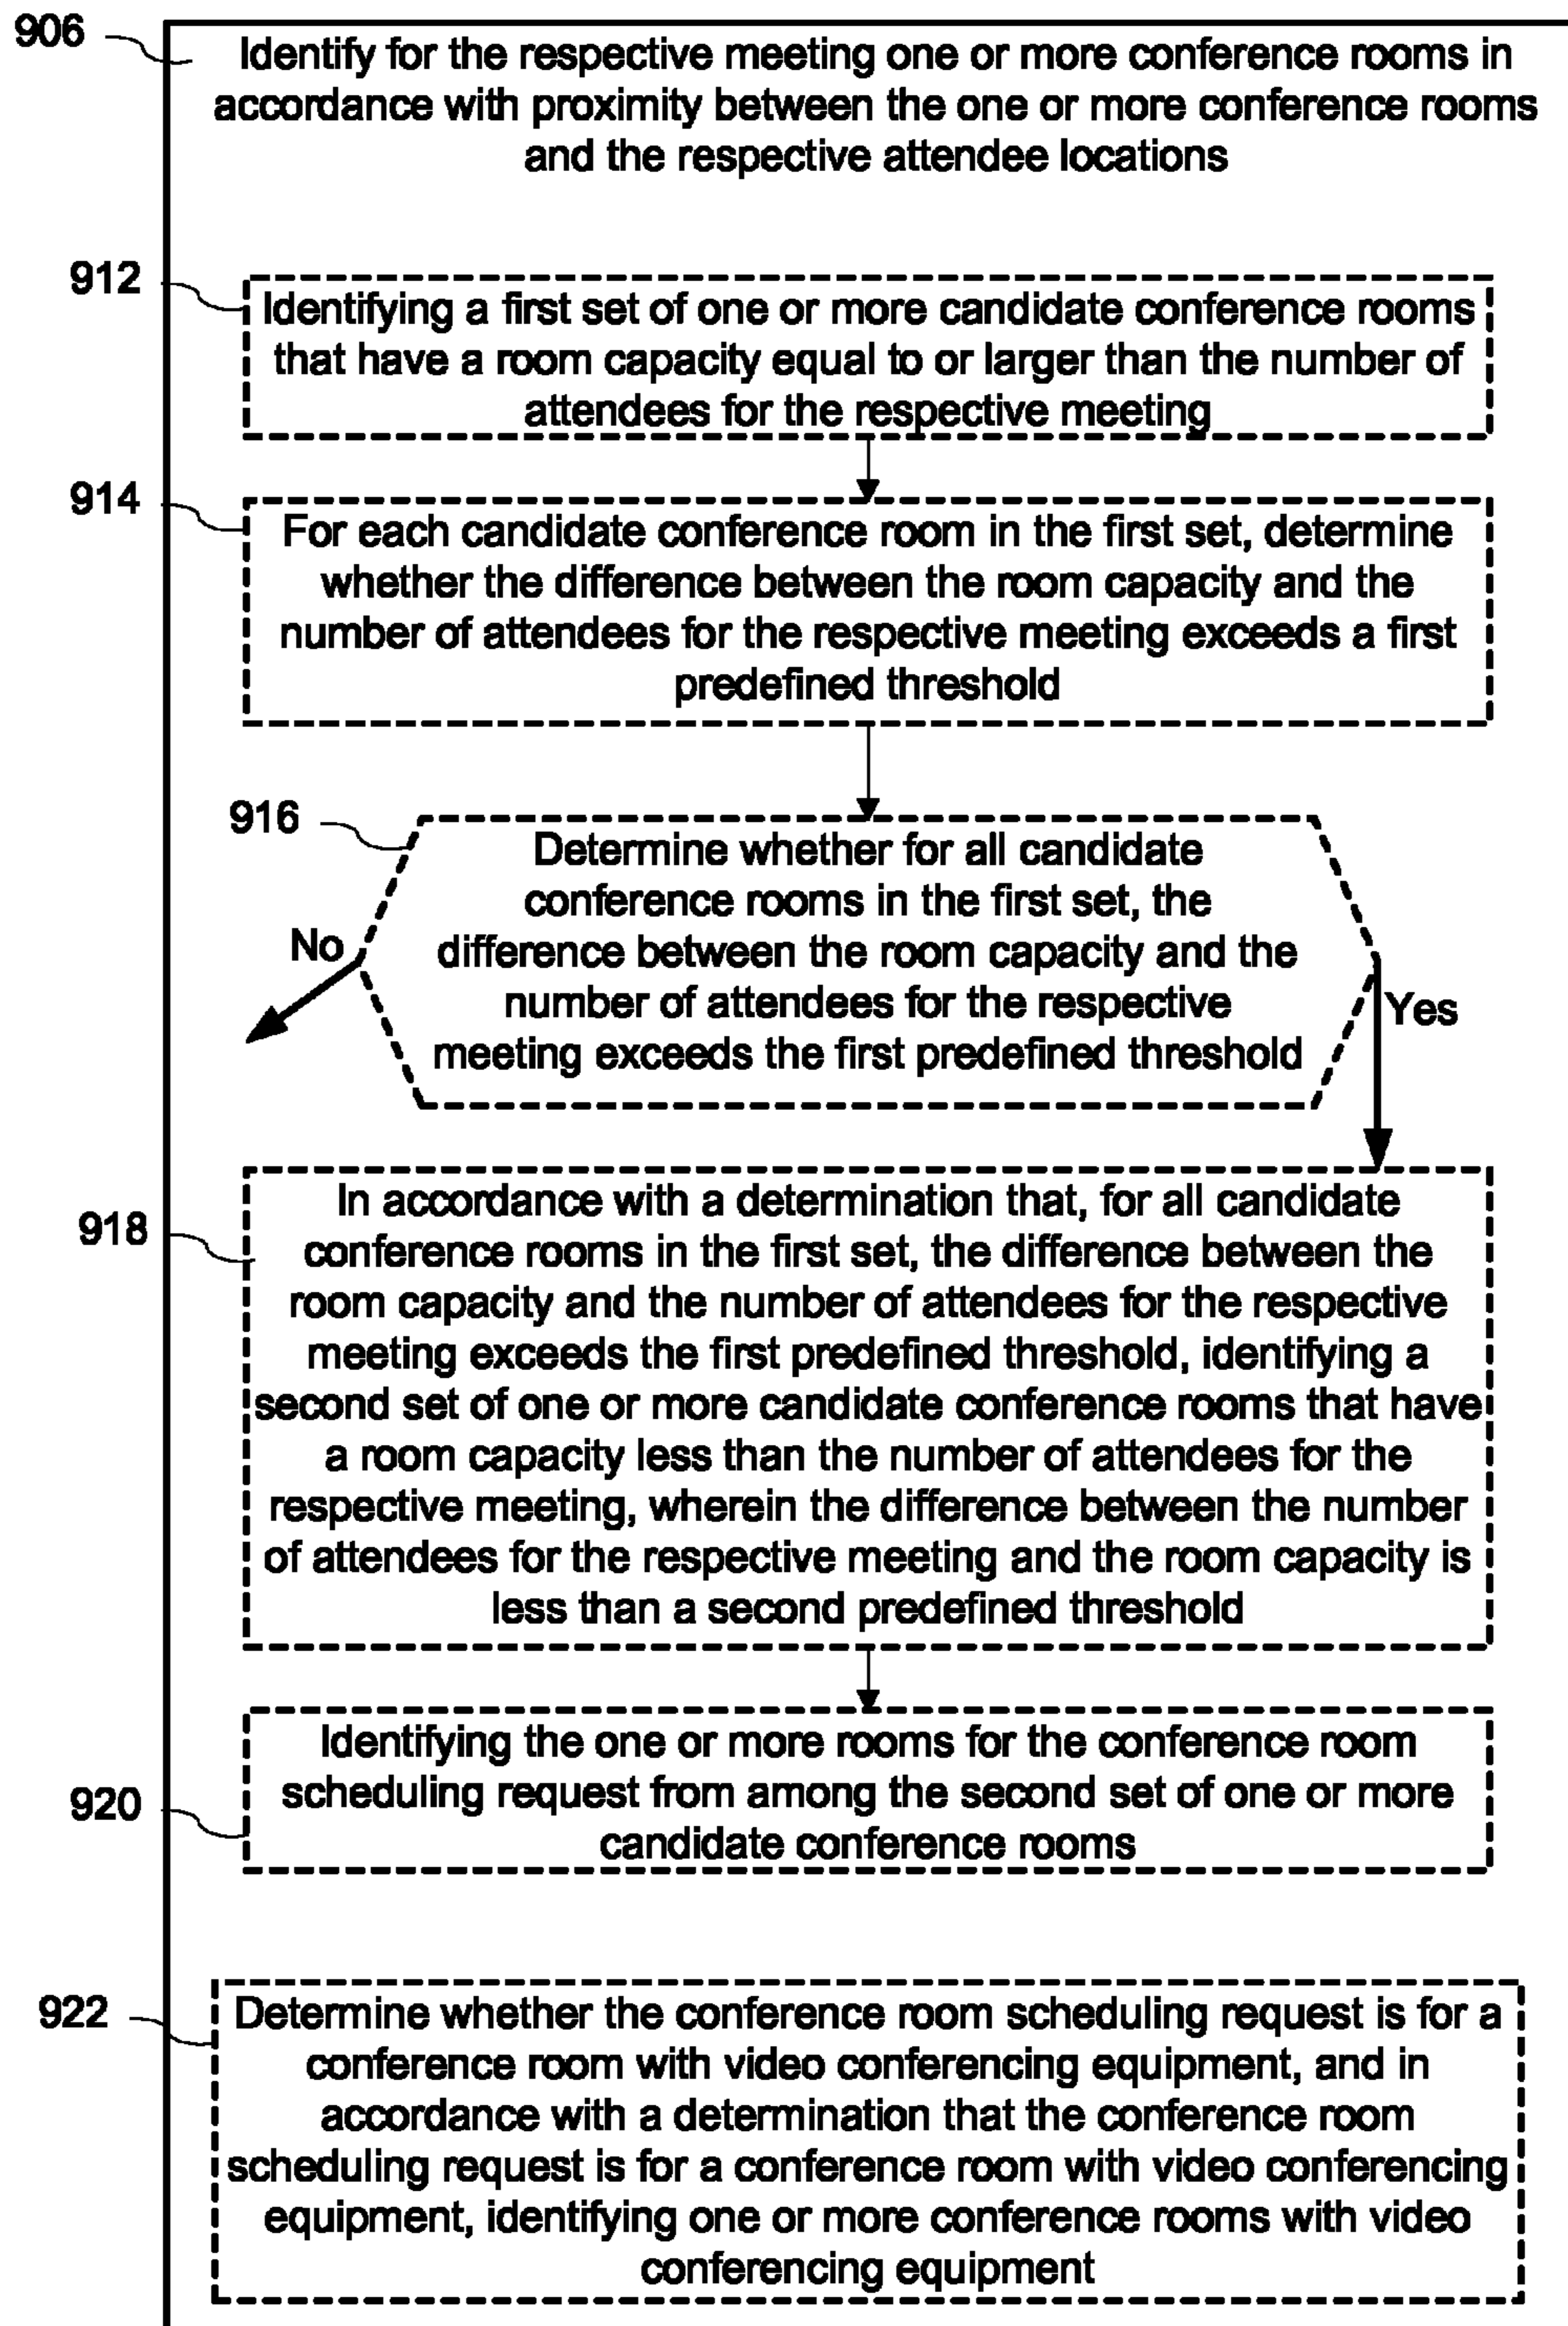 906
Identify for the respective meeting one or more conference rooms in
accordance with proximity between the one or more conference rooms
and the respective attendee locations
912
Identifying a first set of one or more candidate conference rooms
that have a room capacity equal to or larger than the number of
attendees for the respective meeting
914
For each candidate conference room in the first set, determine
whether the difference between the room capacity and the
number of attendees for the respective meeting exceeds a first
predefined threshold
916
Determine whether for all candidate
conference rooms in the first set, the
difference between the room capacity and the
number of attendees for the respective
meeting exceeds the first predefined threshold
No
Yes
918
In accordance with a determination that, for all candidate
conference rooms in the first set, the difference between the
room capacity and the number of attendees for the respective
meeting exceeds the first predefined threshold, identifying a
second set of one or more candidate conference rooms that have
a room capacity less than the number of attendees for the
respective meeting, wherein the difference between the number
of attendees for the respective meeting and the room capacity is
less than a second predefined threshold
920
Identifying the one or more rooms for the conference room
scheduling request from among the second set of one or more
candidate conference rooms
922
Determine whether the conference room scheduling request is for a
conference room with video conferencing equipment, and in
accordance with a determination that the conference room
scheduling request is for a conference room with video conferencing
equipment, identifying one or more conference rooms with video
conferencing equipment